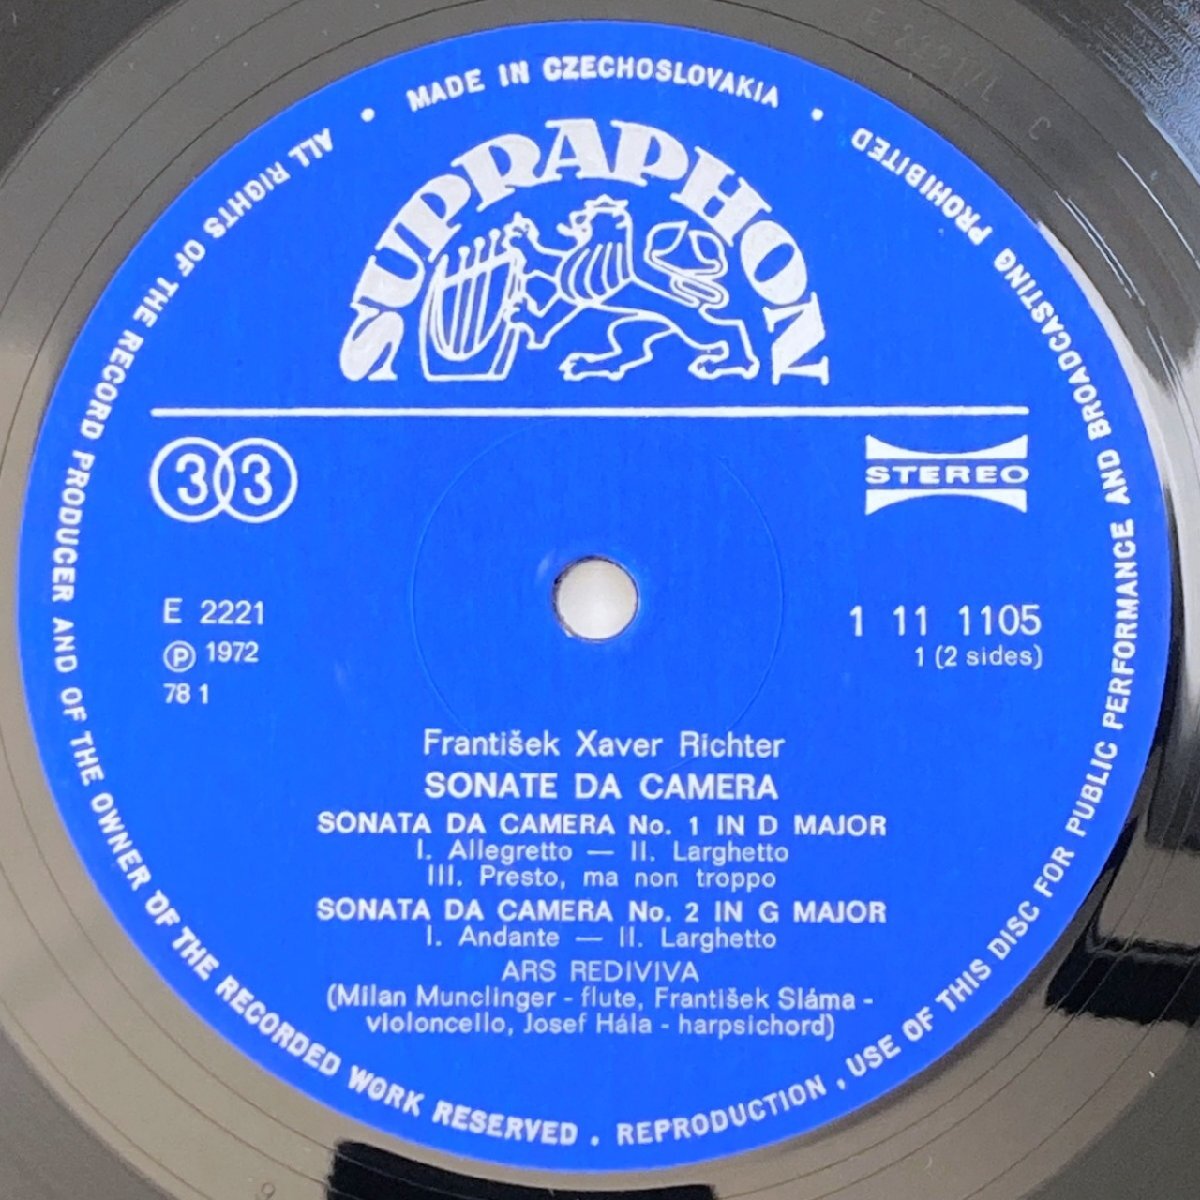 MADE IN CZECHOSLOVAKIA
SUPRAPHON
33
STEREO
E 2221
1 11 1105
Ⓟ 1972
1 (2 sides)
78 1
František Xaver Richter
SONATE DA CAMERA
SONATA DA CAMERA No. 1 IN D MAJOR
I. Allegretto — II. Larghetto
III. Presto, ma non troppo
SONATA DA CAMERA No. 2 IN G MAJOR
I. Andante — II. Larghetto
ARS REDIVIVA
(Milan Munclinger - flute, František Sláma -
violoncello, Josef Hála - harpsichord)
ALL RIGHTS OF THE RECORD PRODUCER AND OF THE OWNER OF THE RECORDED WORK RESERVED . REPRODUCTION , USE OF THIS DISC FOR PUBLIC PERFORMANCE AND BROADCASTING PROHIBITED